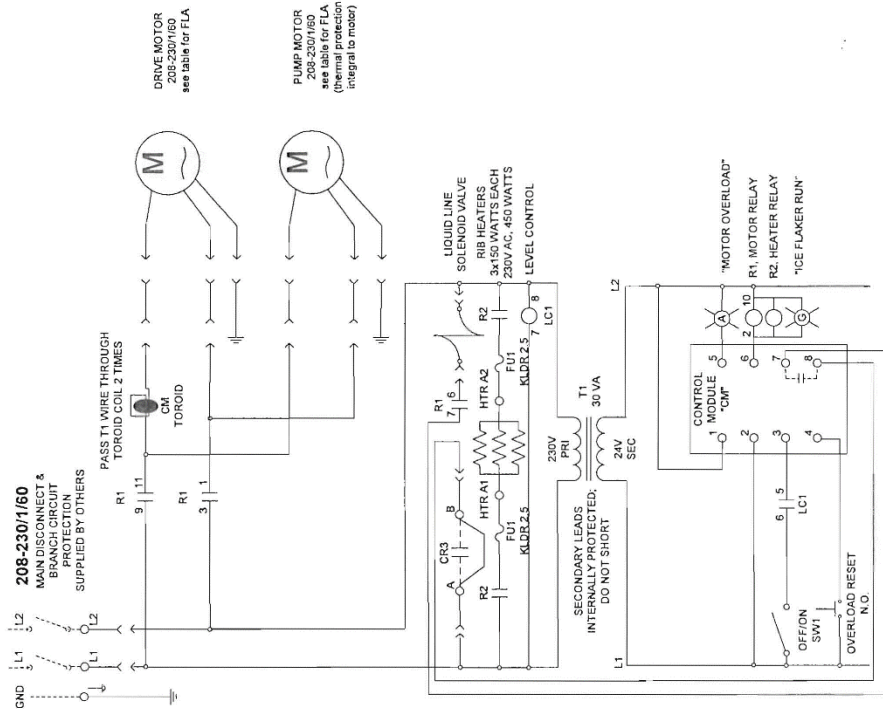 208-230/1/60
MAIN DISCONNECT &
BRANCH CIRCUIT
PROTECTION
SUPPLIED BY OTHERS
GND
L1
L2
L1
L2
PASS T1 WIRE THROUGH
TOROID COIL 2 TIMES
R1
9
11
R1
3
1
CM
TOROID
M
DRIVE MOTOR
208-230/1/60
see table for FLA
M
PUMP MOTOR
208-230/1/60
see table for FLA
(thermal protection
integral to motor)
R1
7
6
LIQUID LINE
SOLENOID VALVE
A
CR3
B
R2
FU1
KLDR 2.5
HTR A1
HTR A2
FU1
KLDR 2.5
R2
RIB HEATERS
3x150 WATTS EACH
230V AC, 450 WATTS
7
8
LC1
LEVEL CONTROL
230V
PRI
24V
SEC
T1
30 VA
SECONDARY LEADS
INTERNALLY PROTECTED;
DO NOT SHORT
L1
L2
CONTROL
MODULE
"CM"
1
2
3
4
5
6
7
8
A
2
10
G
"MOTOR OVERLOAD"
R1, MOTOR RELAY
R2, HEATER RELAY
"ICE FLAKER RUN"
OFF/ON
SW1
6
5
LC1
OVERLOAD RESET
N.O.